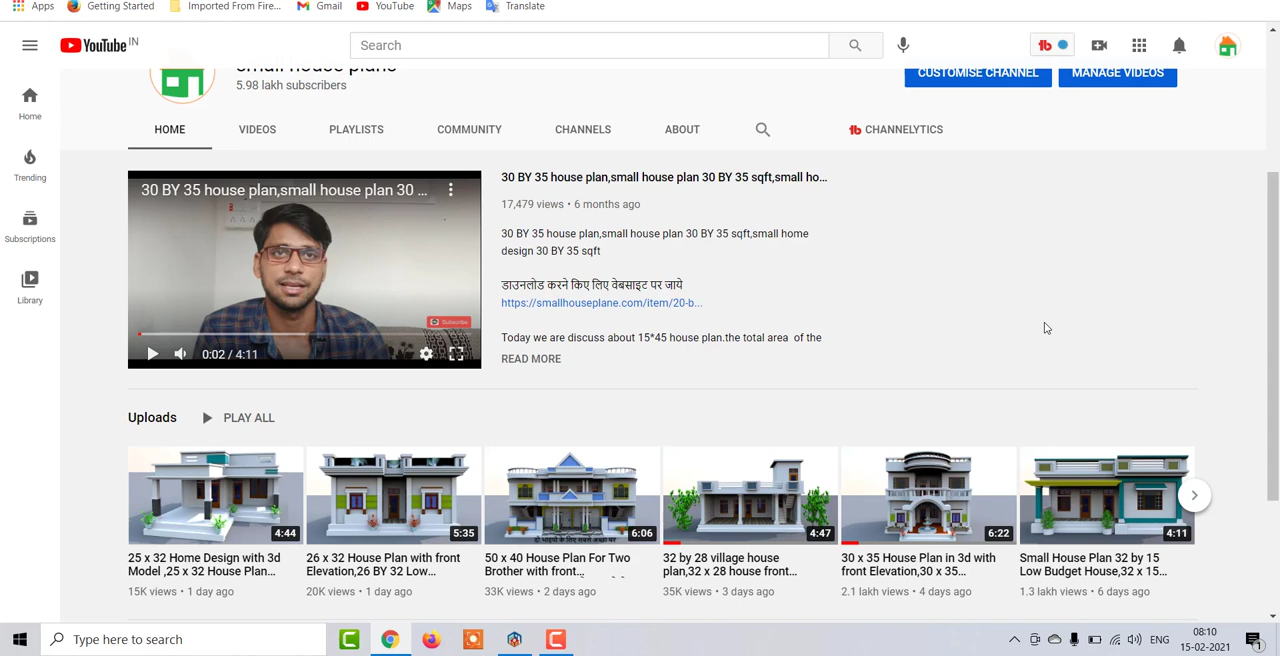 Apps Getting Started Imported From Fire... Gmail YouTube Maps Translate
YouTube IN Search
small house plane
5.98 lakh subscribers
CUSTOMISE CHANNEL MANAGE VIDEOS
Home
Trending
Subscriptions
Library
HOME VIDEOS PLAYLISTS COMMUNITY CHANNELS ABOUT CHANNELYTICS
30 BY 35 house plan,small house plan 30 ...
Subscribe
0:02 / 4:11
30 BY 35 house plan,small house plan 30 BY 35 sqft,small ho...
17,479 views • 6 months ago
30 BY 35 house plan,small house plan 30 BY 35 sqft,small home
design 30 BY 35 sqft
डाउनलोड करने किए लिए वेबसाइट पर जाये
https://smallhouseplane.com/item/20-b...
Today we are discuss about 15*45 house plan.the total area of the
READ MORE
Uploads PLAY ALL
4:44
25 x 32 Home Design with 3d
Model ,25 x 32 House Plan...
15K views • 1 day ago
5:35
26 x 32 House Plan with front
Elevation,26 BY 32 Low...
20K views • 1 day ago
6:06
50 x 40 House Plan For Two
Brother with front...
33K views • 2 days ago
4:47
32 by 28 village house
plan,32 x 28 house front...
35K views • 3 days ago
6:22
30 x 35 House Plan in 3d with
front Elevation,30 x 35...
2.1 lakh views • 4 days ago
4:11
Small House Plan 32 by 15
Low Budget House,32 x 15...
1.3 lakh views • 6 days ago
Type here to search
ENG
08:10
15-02-2021
1